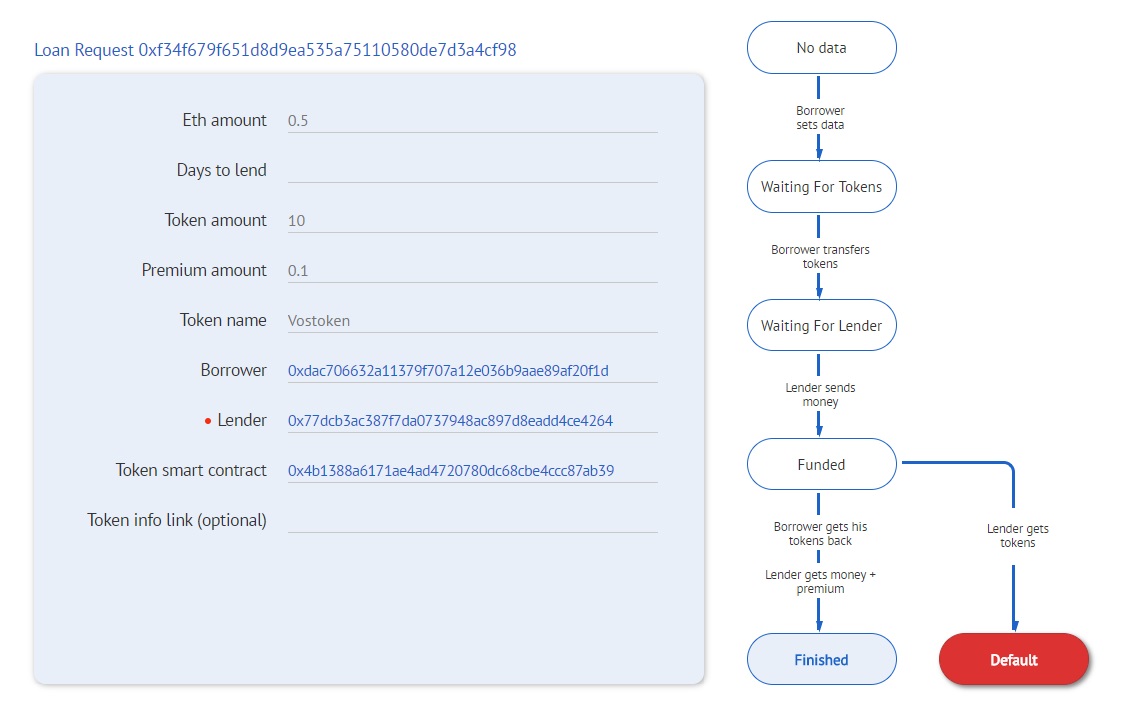 Loan Request 0xf34f679f651d8d9ea535a75110580de7d3a4cf98
Eth amount 0.5
Days to lend
Token amount 10
Premium amount 0.1
Token name Vostoken
Borrower 0xdac706632a11379f707a12e036b9aae89af20f1d
Lender 0x77dcb3ac387f7da0737948ac897d8eadd4ce4264
Token smart contract 0x4b1388a6171ae4ad4720780dc68cbe4ccc87ab39
Token info link (optional)
No data
Borrower
sets data
Waiting For Tokens
Borrower transfers
tokens
Waiting For Lender
Lender sends
money
Funded
Borrower gets his
tokens back
Lender gets money +
premium
Finished
Lender gets
tokens
Default